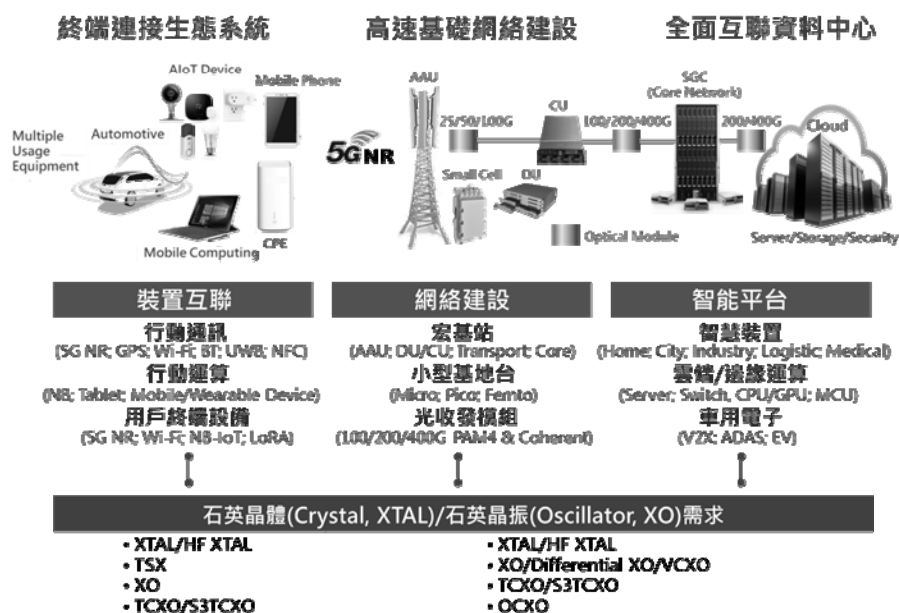 終端連接生態系統
高速基礎網絡建設
全面互聯資料中心
AIoT Device
Mobile Phone
Multiple
Usage
Equipment
Automotive
Mobile Computing
CPE
5G NR
AAU
25/50/100G
CU
100/200/400G
Small Cell
DU
Optical Module
5GC
(Core Network)
200/400G
Cloud
Server/Storage/Security
裝置互聯
行動通訊
(5G NR; GPS; Wi-Fi; BT; UWB; NFC)
行動運算
(NB; Tablet; Mobile/Wearable Device)
用戶終端設備
(5G NR; Wi-Fi; NB-IoT; LoRA)
網絡建設
宏基站
(AAU; DU/CU; Transport; Core)
小型基地台
(Micro; Pico; Femto)
光收發模組
(100/200/400G PAM4 & Coherent)
智能平台
智慧裝置
(Home; City; Industry; Logistic; Medical)
雲儲/邊緣運算
(Server; Switch, CPU/GPU; MCU)
車用電子
(V2X; ADAS; EV)
石英晶體(Crystal, XTAL)/石英晶振(Oscillator, XO)需求
• XTAL/HF XTAL
• TSX
• XO
• TCXO/S3TCXO
• XTAL/HF XTAL
• XO/Differential XO/VCXO
• TCXO/S3TCXO
• OCXO